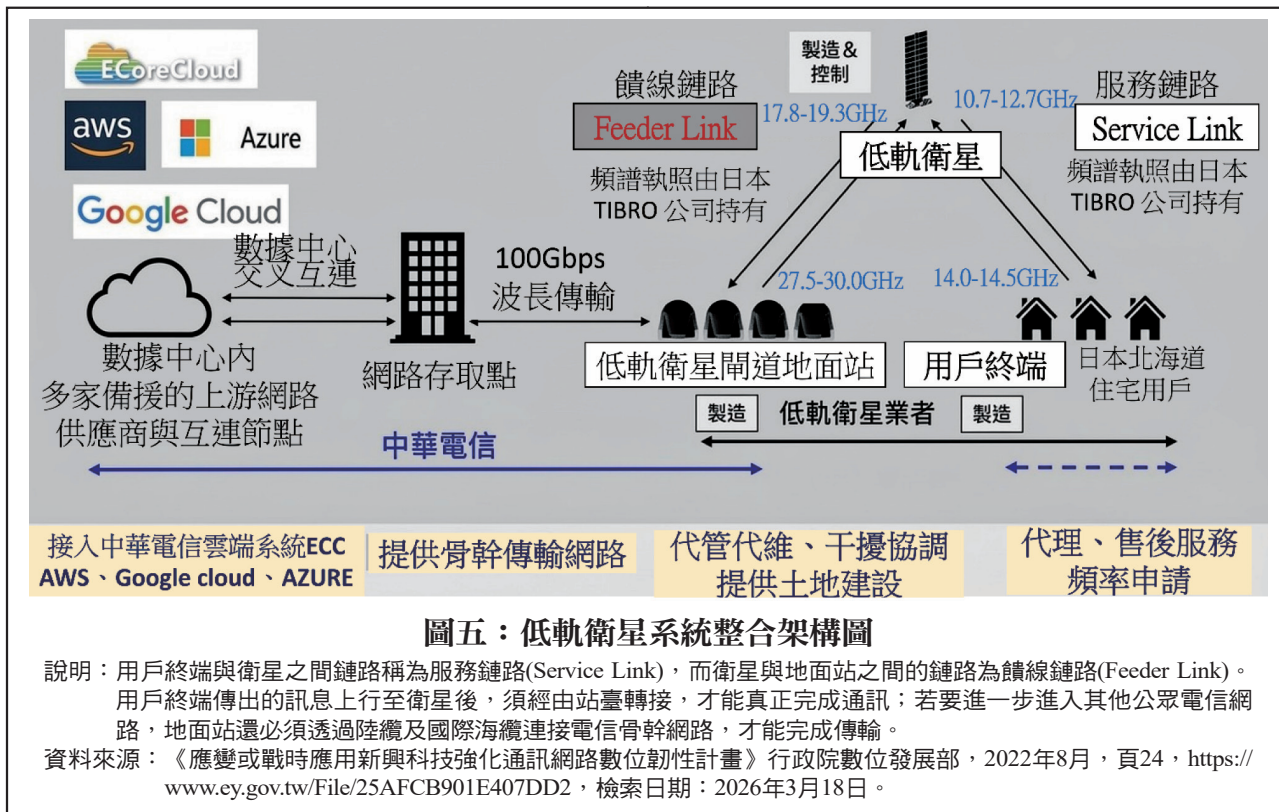 ECoreCloud
aws
Azure
Google Cloud
製造&
控制
饋線鏈路
Feeder Link
17.8-19.3GHz
10.7-12.7GHz
服務鏈路
Service Link
低軌衛星
頻譜執照由日本
TIBRO 公司持有
頻譜執照由日本
TIBRO 公司持有
數據中心
交叉互連
100Gbps
波長傳輸
27.5-30.0GHz
14.0-14.5GHz
數據中心內
多家備援的上游網路
供應商與互連節點
網路存取點
低軌衛星閘道地面站
用戶終端
日本北海道
住宅用戶
製造
低軌衛星業者
製造
中華電信
接入中華電信雲端系統ECC
AWS、Google cloud、AZURE
提供骨幹傳輸網路
代管代維、干擾協調
提供土地建設
代理、售後服務
頻率申請
圖五：低軌衛星系統整合架構圖
說明：用戶終端與衛星之間鏈路稱為服務鏈路(Service Link)，而衛星與地面站之間的鏈路為饋線鏈路(Feeder Link)。
用戶終端傳出的訊息上行至衛星後，須經由站臺轉接，才能真正完成通訊；若要進一步進入其他公眾電信網
路，地面站還必須透過陸纜及國際海纜連接電信骨幹網路，才能完成傳輸。
資料來源：《應變或戰時應用新興科技強化通訊網路數位韌性計畫》行政院數位發展部，2022年8月，頁24，https://
www.ey.gov.tw/File/25AFCB901E407DD2，檢索日期：2026年3月18日。